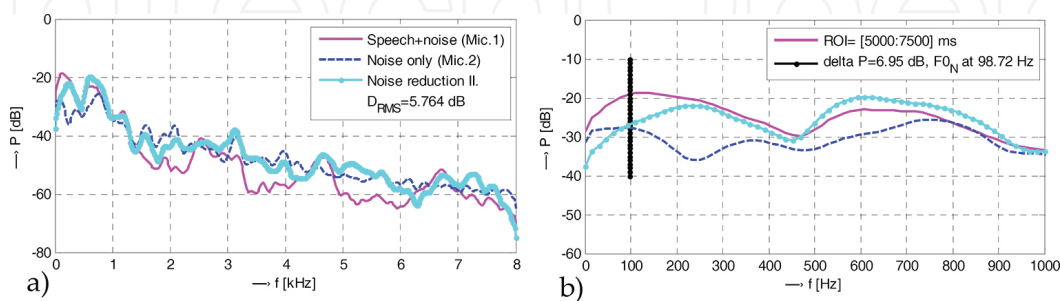 0
-20
-40
-60
-80
→ P [dB]
Speech+noise (Mic.1)
Noise only (Mic.2)
Noise reduction II.
D_RMS=5.764 dB
0 1 2 3 4 5 6 7 8
→ f [kHz]
a)
0
-10
-20
-30
-40
-50
-60
→ P [dB]
ROI= [5000:7500] ms
delta P=6.95 dB, F0_N at 98.72 Hz
0 100 200 300 400 500 600 700 800 900 1000
→ f [Hz]
b)